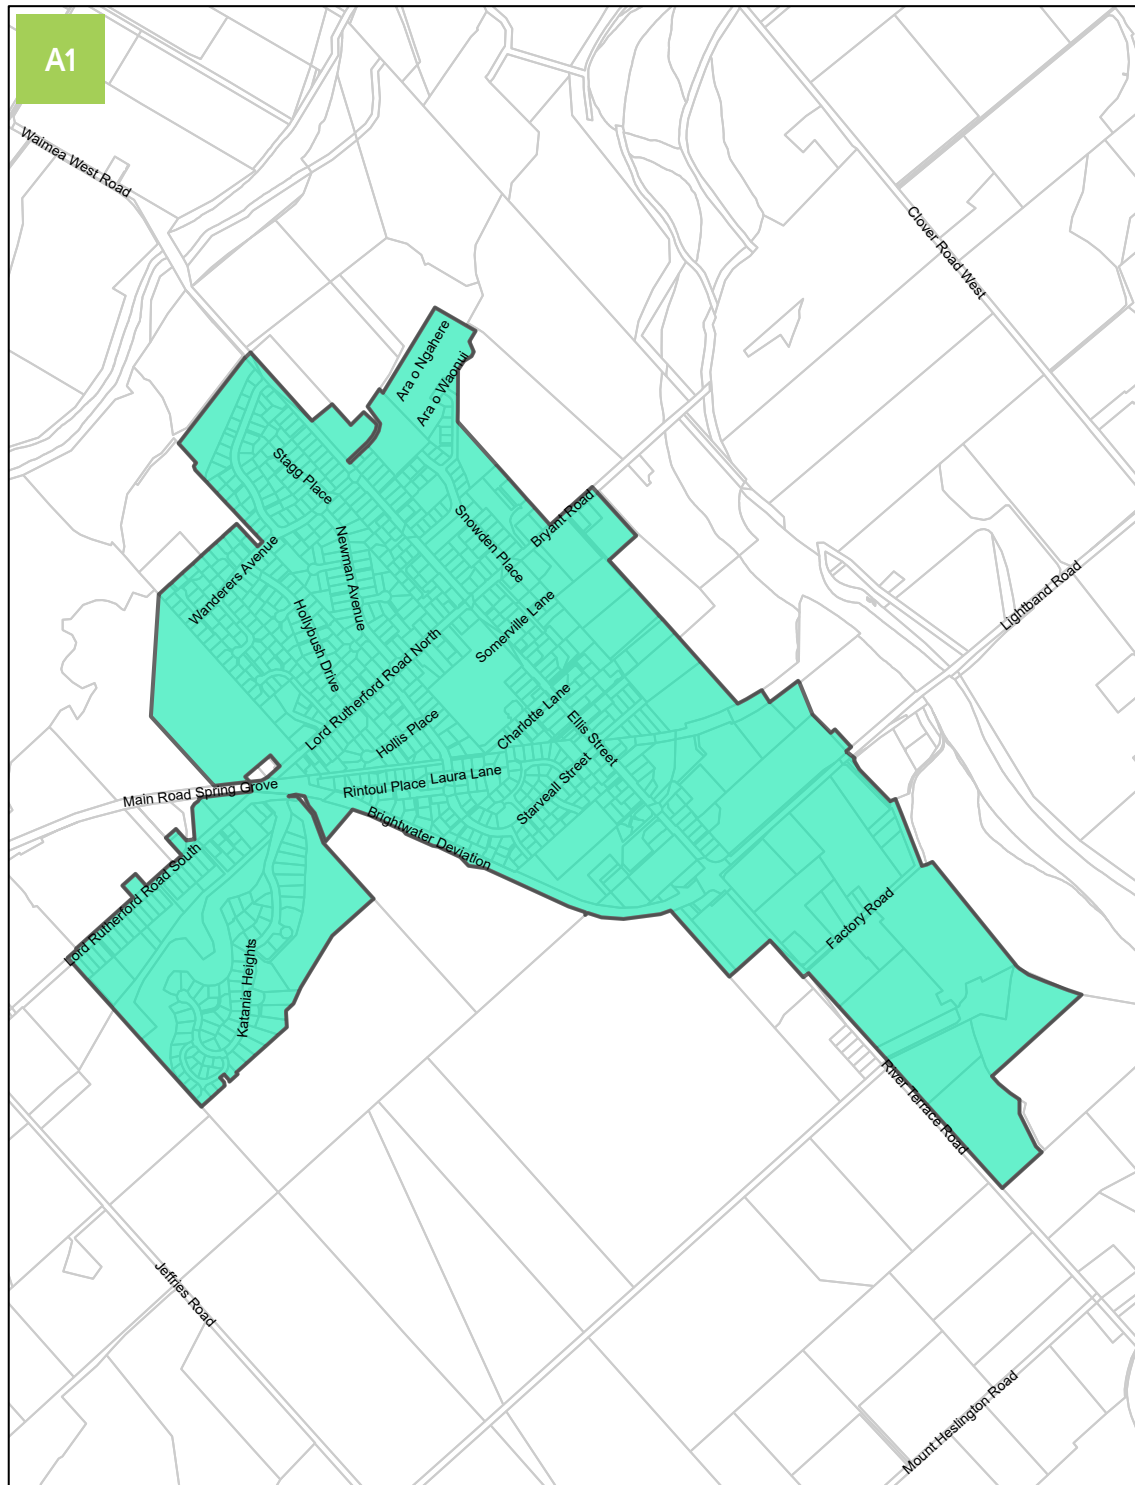 A1
Waimea West Road
Clover Road West
Ara o Ngahere
Ara o Waonui
Stagg Place
Snowden Place
Bryant Road
Newman Avenue
Wanderers Avenue
Lightband Road
Hollybush Drive
Somerville Lane
Lord Rutherford Road North
Charlotte Lane
Hollis Place
Ellis Street
Main Road Spring Grove
Rintoul Place
Laura Lane
Starveall Street
Brightwater Deviation
Lord Rutherford Road South
Factory Road
Katania Heights
River Terrace Road
Jeffries Road
Mount Heslington Road